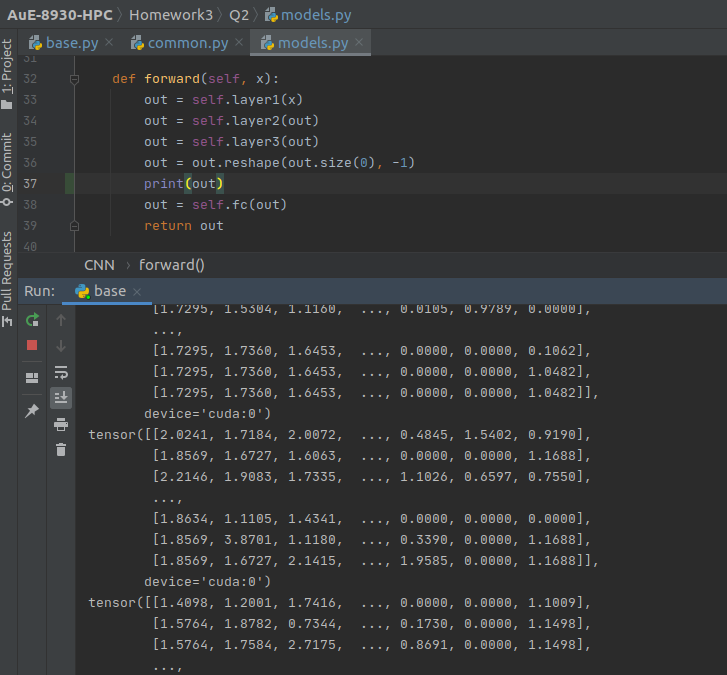 AuE-8930-HPC 〉 Homework3 〉 Q2 〉 models.py
1: Project
0: Commit
Pull Requests
base.py × common.py × models.py ×
31
32 def forward(self, x):
33 out = self.layer1(x)
34 out = self.layer2(out)
35 out = self.layer3(out)
36 out = out.reshape(out.size(0), -1)
37 print(out)
38 out = self.fc(out)
39 return out
40
CNN › forward()
Run: base ×
[1.7295, 1.5304, 1.1160, ..., 0.0105, 0.9789, 0.0000],
...,
[1.7295, 1.7360, 1.6453, ..., 0.0000, 0.0000, 0.1062],
[1.7295, 1.7360, 1.6453, ..., 0.0000, 0.0000, 1.0482],
[1.7295, 1.7360, 1.6453, ..., 0.0000, 0.0000, 1.0482]],
device='cuda:0')
tensor([[2.0241, 1.7184, 2.0072, ..., 0.4845, 1.5402, 0.9190],
[1.8569, 1.6727, 1.6063, ..., 0.0000, 0.0000, 1.1688],
[2.2146, 1.9083, 1.7335, ..., 1.1026, 0.6597, 0.7550],
...,
[1.8634, 1.1105, 1.4341, ..., 0.0000, 0.0000, 0.0000],
[1.8569, 3.8701, 1.1180, ..., 0.3390, 0.0000, 1.1688],
[1.8569, 1.6727, 2.1415, ..., 1.9585, 0.0000, 1.1688]],
device='cuda:0')
tensor([[1.4098, 1.2001, 1.7416, ..., 0.0000, 0.0000, 1.1009],
[1.5764, 1.8782, 0.7344, ..., 0.1730, 0.0000, 1.1498],
[1.5764, 1.7584, 2.7175, ..., 0.8691, 0.0000, 1.1498],
...,